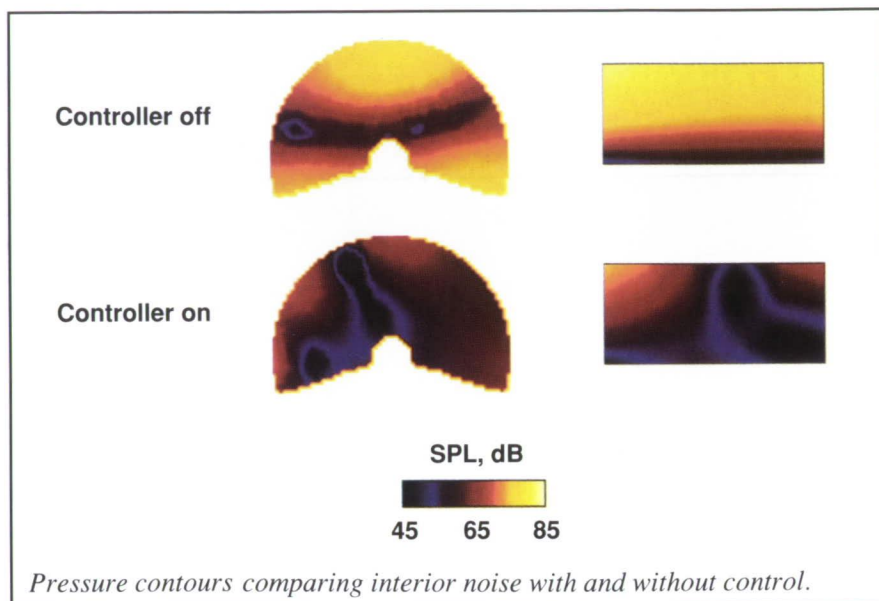 Controller off
Controller on
SPL, dB
45 65 85
Pressure contours comparing interior noise with and without control.